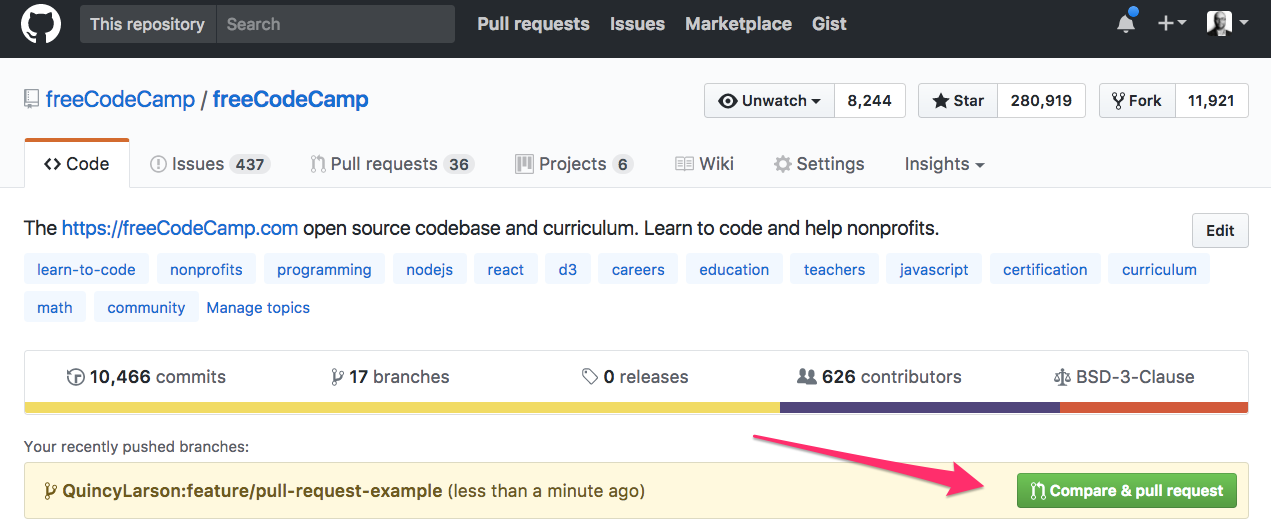 This repository Search Pull requests Issues Marketplace Gist
freeCodeCamp / freeCodeCamp Unwatch 8,244 Star 280,919 Fork 11,921
Code Issues 437 Pull requests 36 Projects 6 Wiki Settings Insights
The https://freeCodeCamp.com open source codebase and curriculum. Learn to code and help nonprofits. Edit
learn-to-code nonprofits programming nodejs react d3 careers education teachers javascript certification curriculum
math community Manage topics
10,466 commits 17 branches 0 releases 626 contributors BSD-3-Clause
Your recently pushed branches:
QuincyLarson:feature/pull-request-example (less than a minute ago) Compare & pull request